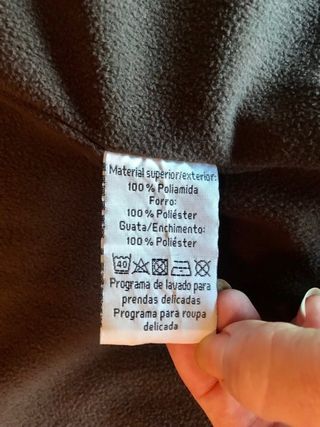 Material superior/exterior:
100% Poliamida
Forro:
100% Poliéster
Guata/Enchimento:
100% Poliéster
40
Programa de lavado para
prendas delicadas
Programa para roupa
delicada